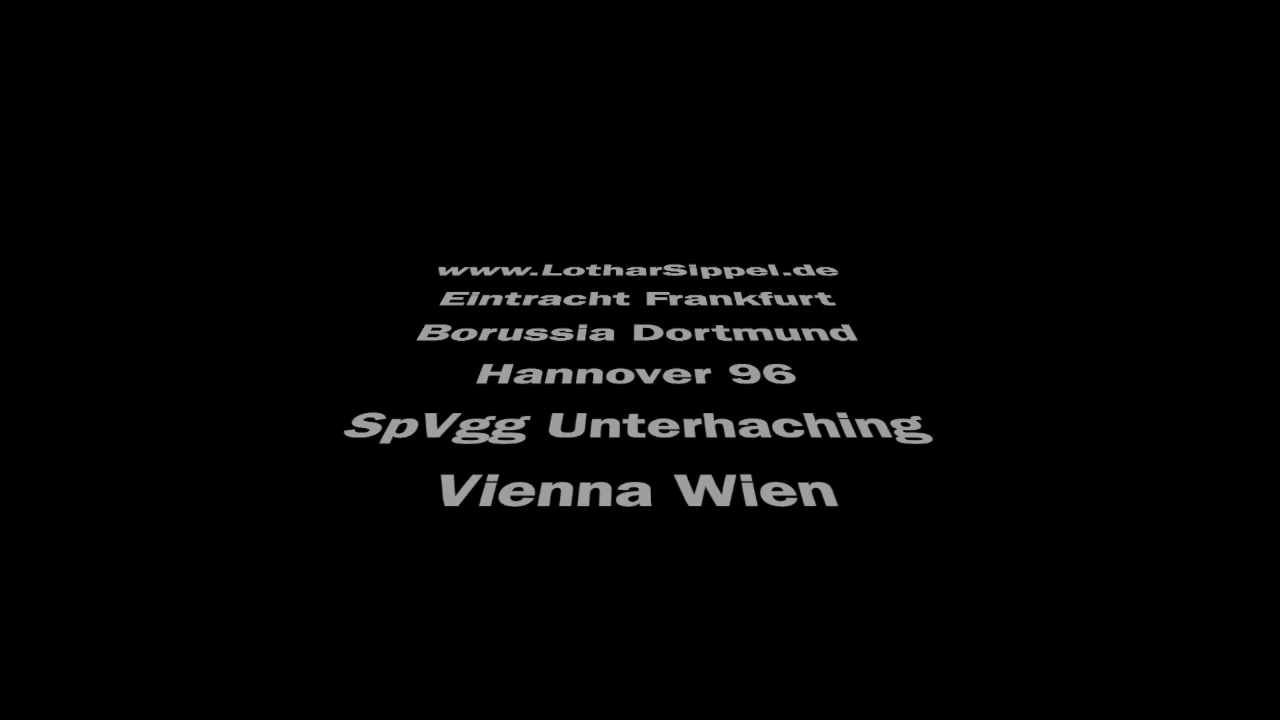 www.LotharSippel.de
Eintracht Frankfurt
Borussia Dortmund
Hannover 96
SpVgg Unterhaching
Vienna Wien